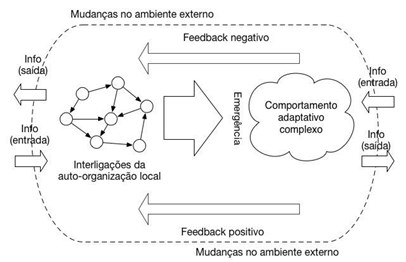 Mudanças no ambiente externo
Feedback negativo
Info
(saída)
Info
(entrada)
Interligações da
auto-organização local
Emergência
Comportamento
adaptativo
complexo
Info
(entrada)
Info
(saída)
Feedback positivo
Mudanças no ambiente externo